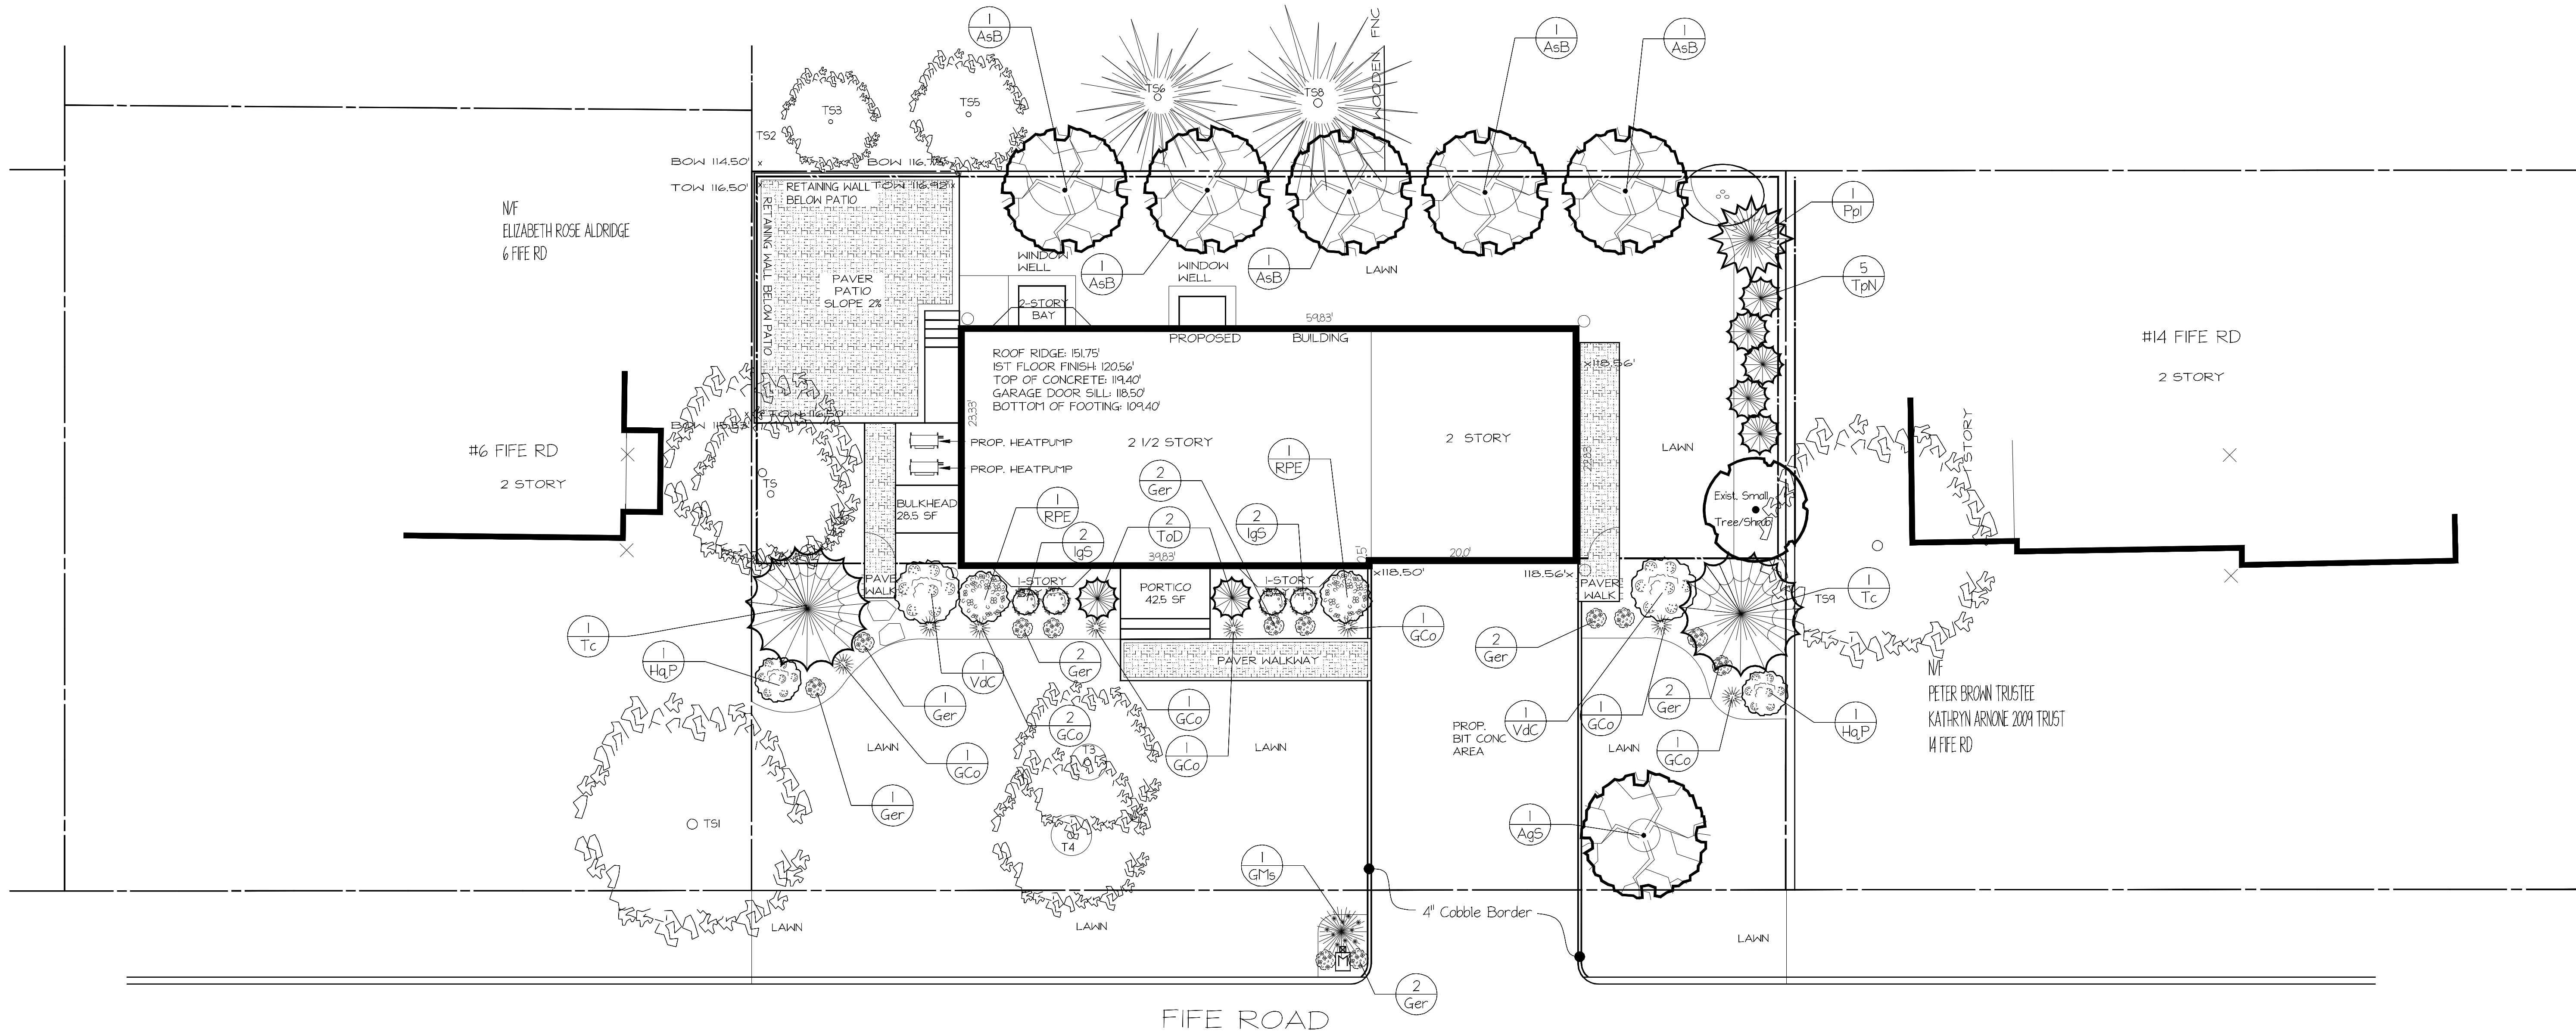 1
AsB
1
AsB
1
AsB
WOODEN FNC
TS3
TS5
TS6
TS8
TS2
BOW 114.50'
TOW 116.50'
RETAINING WALL
BELOW PATIO
TOW 116.92'
RETAINING WALL BELOW PATIO
1
PpI
N/F
ELIZABETH ROSE ALDRIDGE
6 FIFE RD
WINDOW
WELL
1
AsB
WINDOW
WELL
1
AsB
LAWN
5
TpN
PAVER
PATIO
SLOPE 2%
2-STORY
BAY
59.83'
PROPOSED BUILDING
#14 FIFE RD
2 STORY
ROOF RIDGE: 151.75'
1ST FLOOR FINISH: 120.56'
TOP OF CONCRETE: 119.40'
GARAGE DOOR SILL: 118.50'
BOTTOM OF FOOTING: 109.40'
x118.56'
23.33'
TOW 116.50'
#6 FIFE RD
2 STORY
PROP. HEATPUMP
PROP. HEATPUMP
2 1/2 STORY
2 STORY
LAWN
1 STORY
1
RPE
2
Ger
TS
BULKHEAD
28.5 SF
1
RPE
2
ToD
2
IgS
2
IgS
Exist. Small
Tree/Shrub
39.83'
20.0'
x118.50'
118.56'x
PAVER
WALK
1-STORY
PORTICO
42.5 SF
1-STORY
PAVER
WALK
1
Tc
TS9
1
Tc
1
HqP
1
VdC
2
Ger
PAVER WALKWAY
1
GCo
2
Ger
N/F
PETER BROWN TRUSTEE
KATHRYN ARNONE 2009 TRUST
14 FIFE RD
1
Ger
2
GCo
1
GCo
1
GCo
1
VdC
1
GCo
2
Ger
1
HqP
1
GCo
LAWN
1
GCo
T3
LAWN
PROP.
BIT CONC
AREA
LAWN
1
Ger
TS1
T4
1
AgS
1
GMs
4" Cobble Border
LAWN
LAWN
LAWN
M
2
Ger
FIFE ROAD